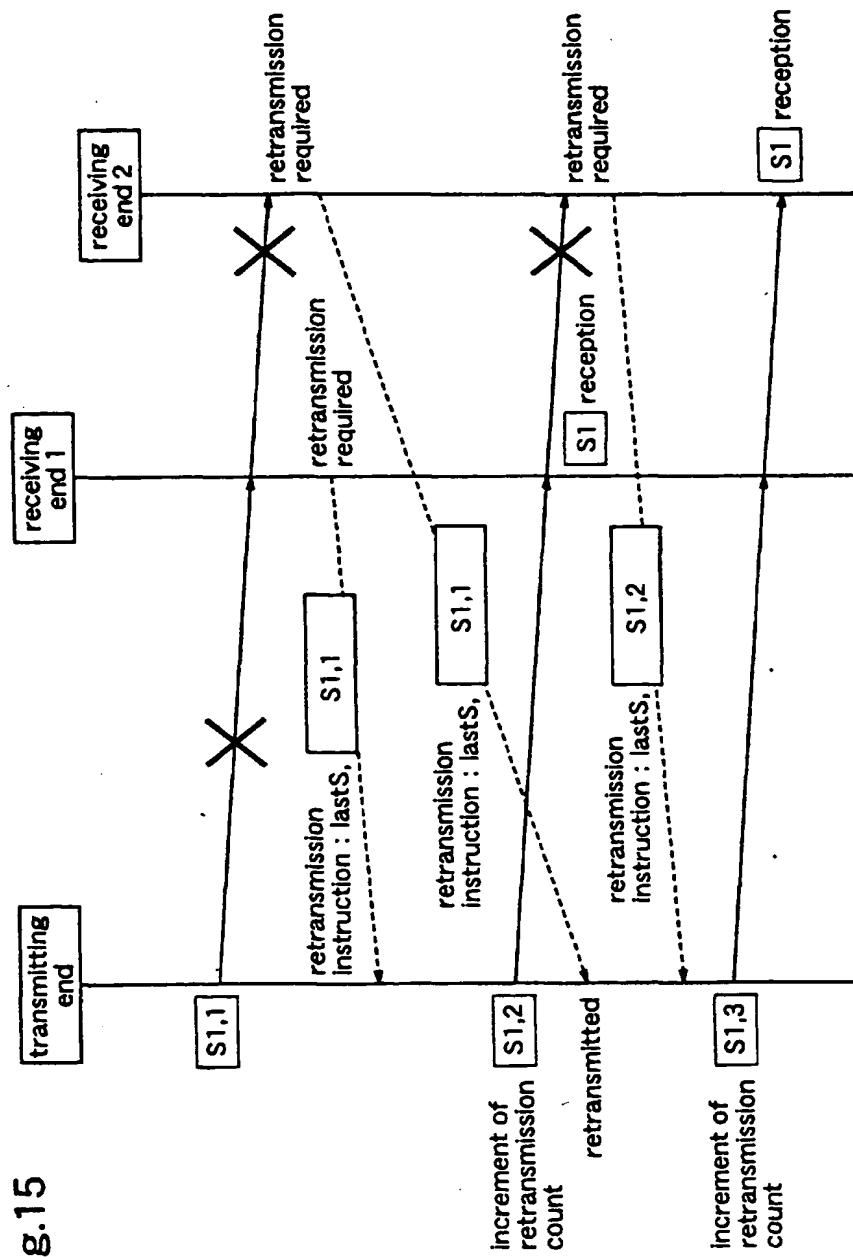 g.15
transmitting
end
receiving
end 1
receiving
end 2
S1,1
retransmission
required
retransmission
required
S1,1
retransmission
instruction : lastS,
S1,1
retransmission
instruction : lastS,
S1,2
increment of
retransmission
count
S1 reception
retransmission
required
retransmitted
S1,2
retransmission
instruction : lastS,
S1,3
increment of
retransmission
count
S1 reception